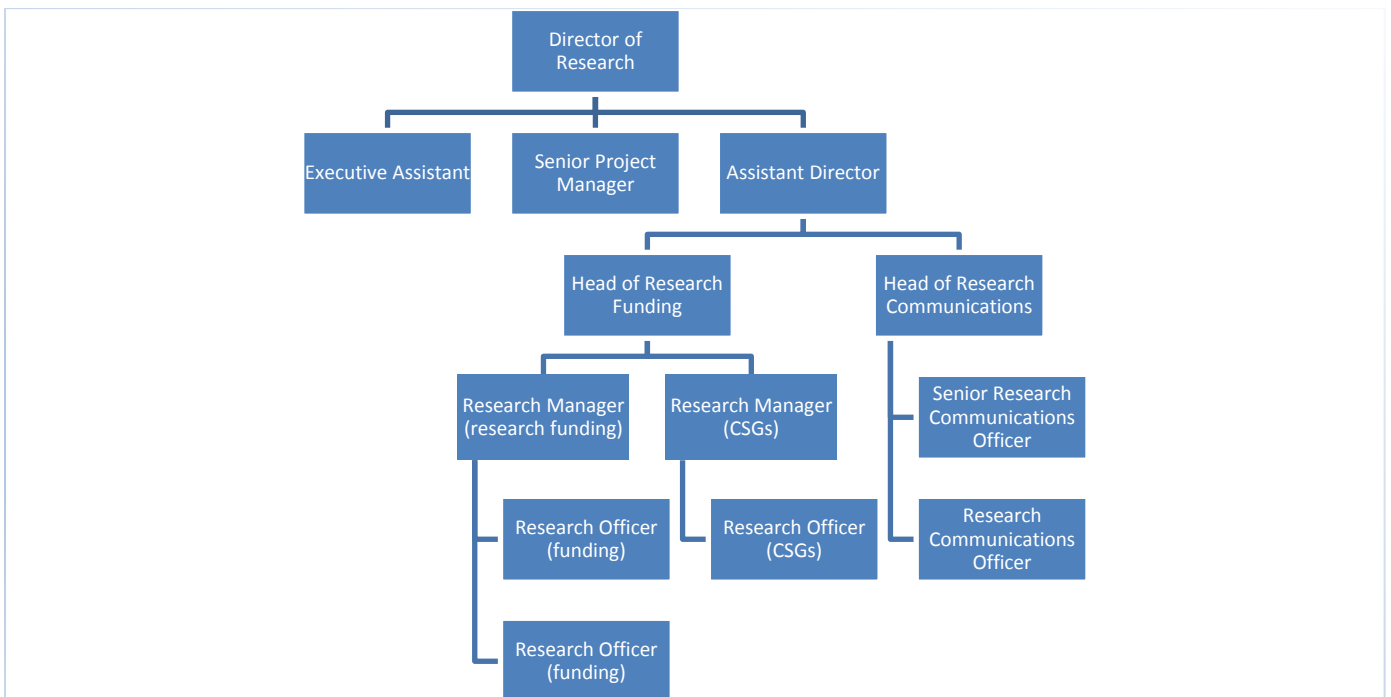 Director of
Research
Executive Assistant
Senior Project
Manager
Assistant Director
Head of Research
Funding
Head of Research
Communications
Research Manager
(research funding)
Research Manager
(CSGs)
Senior Research
Communications
Officer
Research Officer
(funding)
Research Officer
(CSGs)
Research
Communications
Officer
Research Officer
(funding)